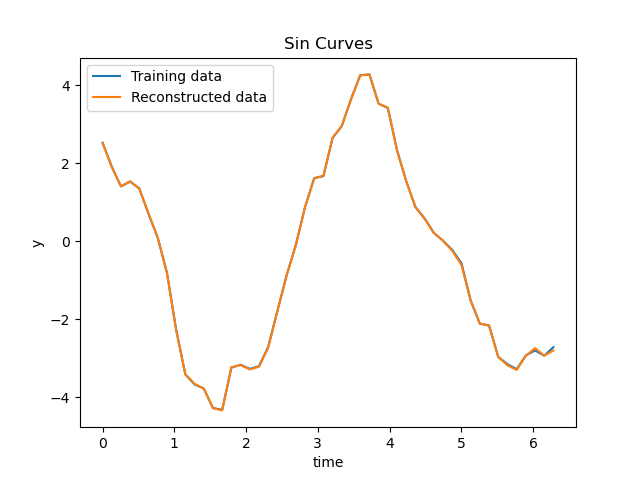 Sin Curves
Training data
Reconstructed data
4
2
0
−2
−4
y
0 1 2 3 4 5 6
time